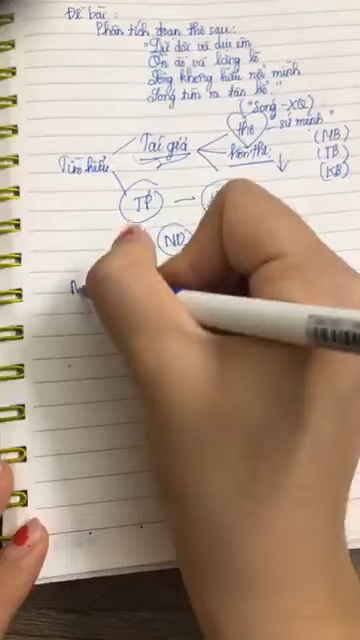 Đề bài:
Phân tích đoạn thơ sau:
"Dữ dội và dịu êm
Ồn ào và lặng lẽ
Sông không hiểu nổi mình
Sóng tìm ra tận bể."
("Sóng - XQ)
thơ sứ mệnh"
Tác giả (NB)
Tìm hiểu (TB)
(KB)
TP →
ND